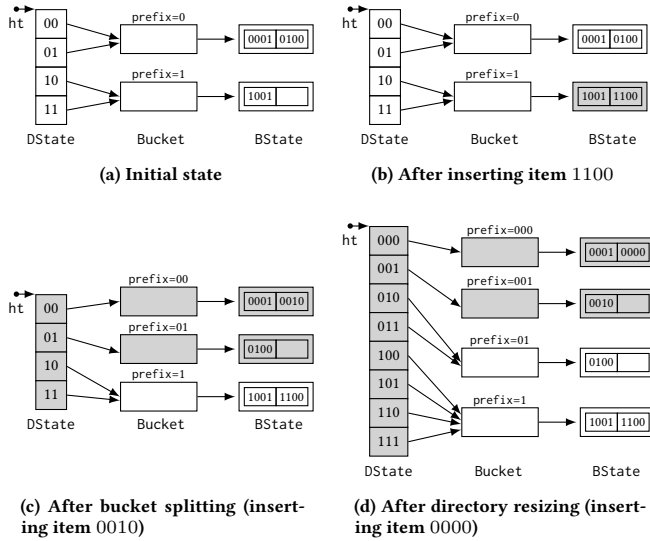 ht
00
01
10
11
DState
prefix=0
prefix=1
Bucket
0001 0100
1001
BState
(a) Initial state
ht
00
01
10
11
DState
prefix=0
prefix=1
Bucket
0001 0100
1001 1100
BState
(b) After inserting item 1100
ht
00
01
10
11
DState
prefix=00
prefix=01
prefix=1
Bucket
0001 0010
0100
1001 1100
BState
(c) After bucket splitting (insert-
ing item 0010)
ht
000
001
010
011
100
101
110
111
DState
prefix=000
prefix=001
prefix=01
prefix=1
Bucket
0001 0000
0010
0100
1001 1100
BState
(d) After directory resizing (insert-
ing item 0000)